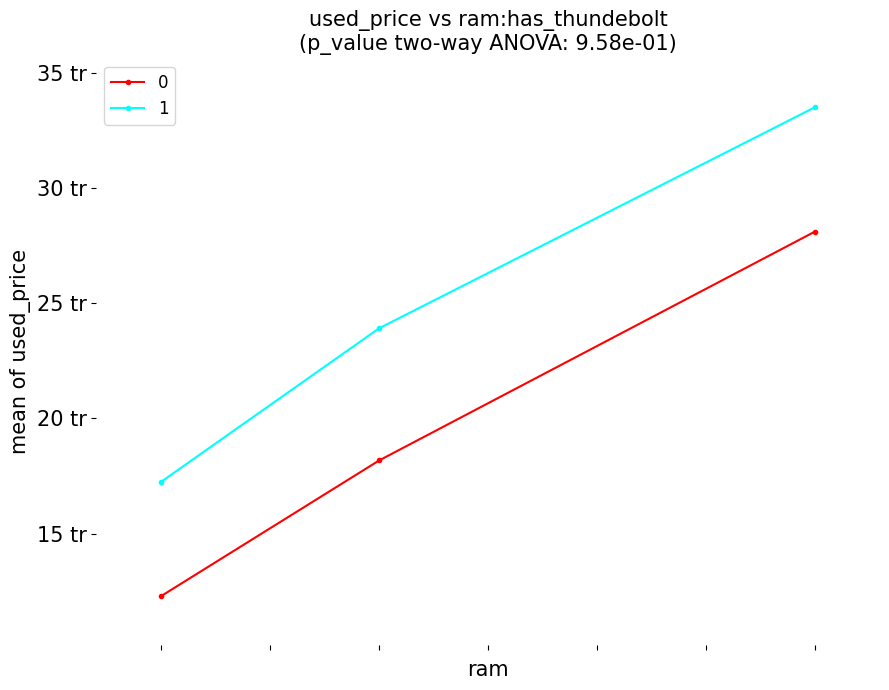 used_price vs ram:has_thundebolt
(p_value two-way ANOVA: 9.58e-01)
0
1
35 tr
30 tr
25 tr
20 tr
15 tr
mean of used_price
ram